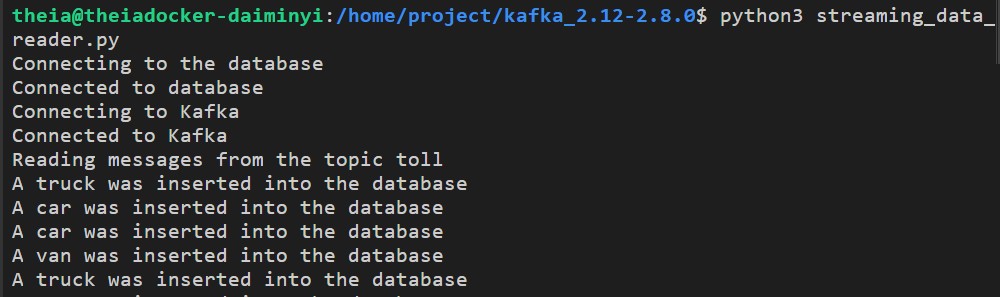 theia@theiadocker-daiminyi:/home/project/kafka_2.12-2.8.0$ python3 streaming_data_
reader.py
Connecting to the database
Connected to database
Connecting to Kafka
Connected to Kafka
Reading messages from the topic toll
A truck was inserted into the database
A car was inserted into the database
A car was inserted into the database
A van was inserted into the database
A truck was inserted into the database